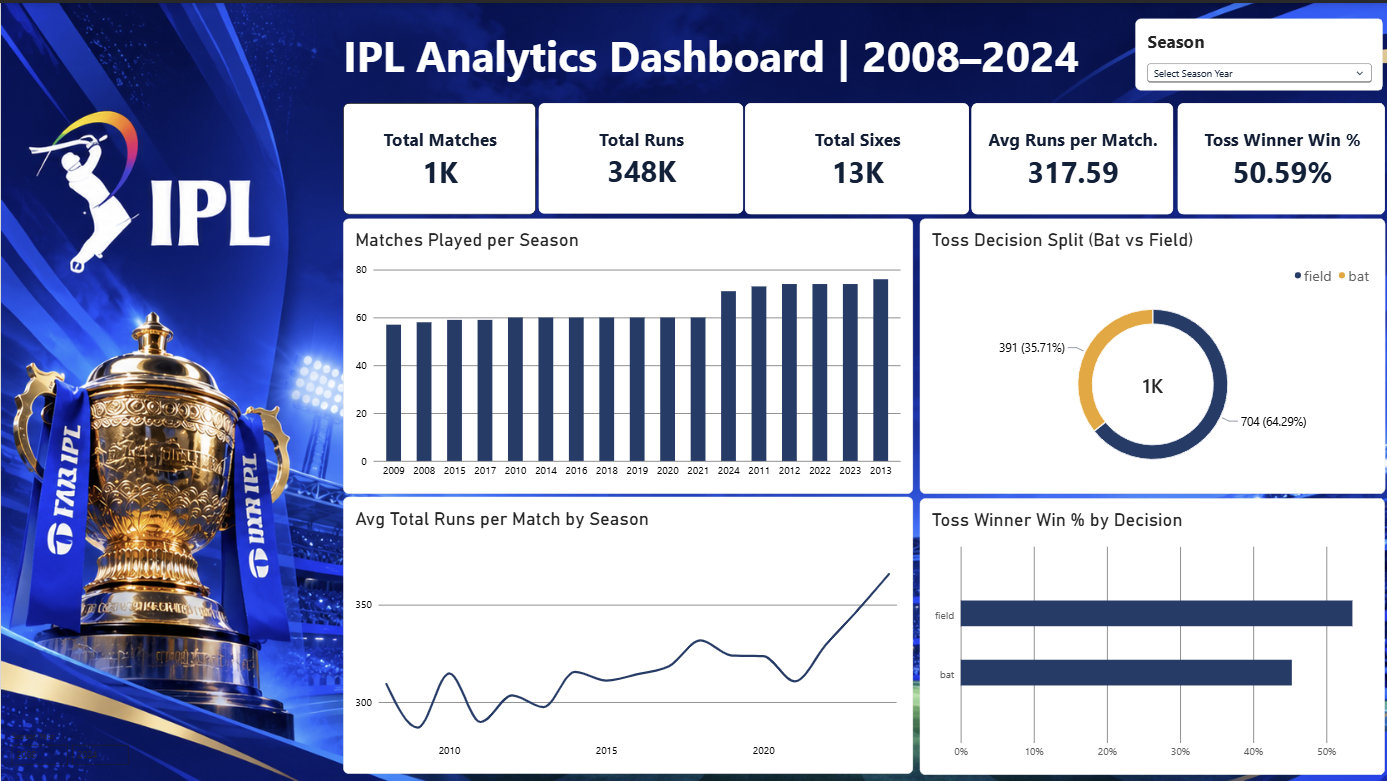 IPL Analytics Dashboard | 2008–2024
Season
Select Season Year
IPL
Total Matches
1K
Total Runs
348K
Total Sixes
13K
Avg Runs per Match.
317.59
Toss Winner Win %
50.59%
Matches Played per Season
80
60
40
20
0
2009 2008 2015 2017 2010 2014 2016 2018 2019 2020 2021 2024 2011 2012 2022 2023 2013
Toss Decision Split (Bat vs Field)
field bat
391 (35.71%)
1K
704 (64.29%)
TATA IPL
Avg Total Runs per Match by Season
350
300
2010 2015 2020
Toss Winner Win % by Decision
field
bat
0% 10% 20% 30% 40% 50%